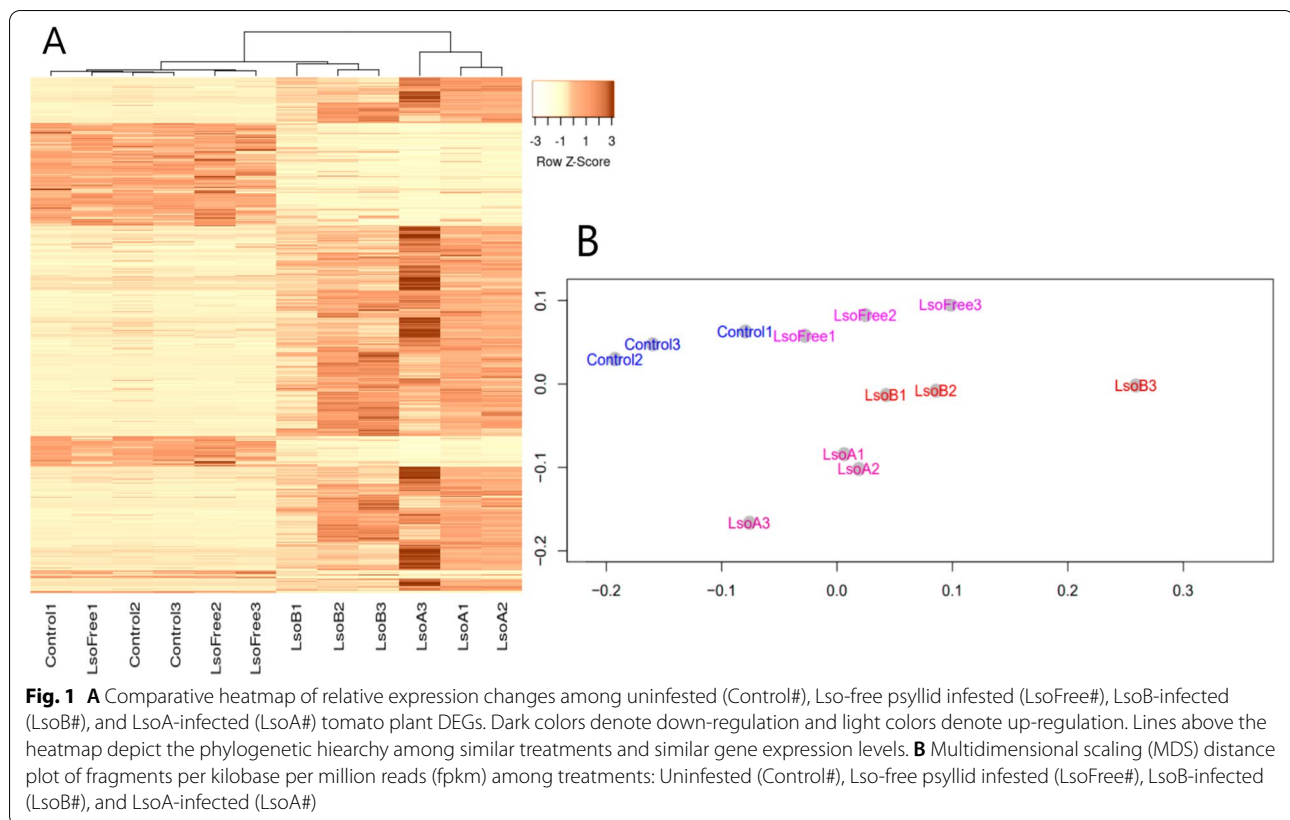 A
-3 -1 1 3
Row Z-Score
Control1
LsoFree1
Control2
Control3
LsoFree2
LsoFree3
LsoB1
LsoB2
LsoB3
LsoA3
LsoA1
LsoA2
B
0.1
0.0
−0.1
−0.2
Control2
Control3
Control1
LsoFree1
LsoFree2
LsoFree3
LsoB1
LsoB2
LsoB3
LsoA1
LsoA2
LsoA3
−0.2 −0.1 0.0 0.1 0.2 0.3
Fig. 1 A Comparative heatmap of relative expression changes among uninfested (Control#), Lso-free psyllid infested (LsoFree#), LsoB-infected
(LsoB#), and LsoA-infected (LsoA#) tomato plant DEGs. Dark colors denote down-regulation and light colors denote up-regulation. Lines above the
heatmap depict the phylogenetic hiearchy among similar treatments and similar gene expression levels. B Multidimensional scaling (MDS) distance
plot of fragments per kilobase per million reads (fpkm) among treatments: Uninfested (Control#), Lso-free psyllid infested (LsoFree#), LsoB-infected
(LsoB#), and LsoA-infected (LsoA#)